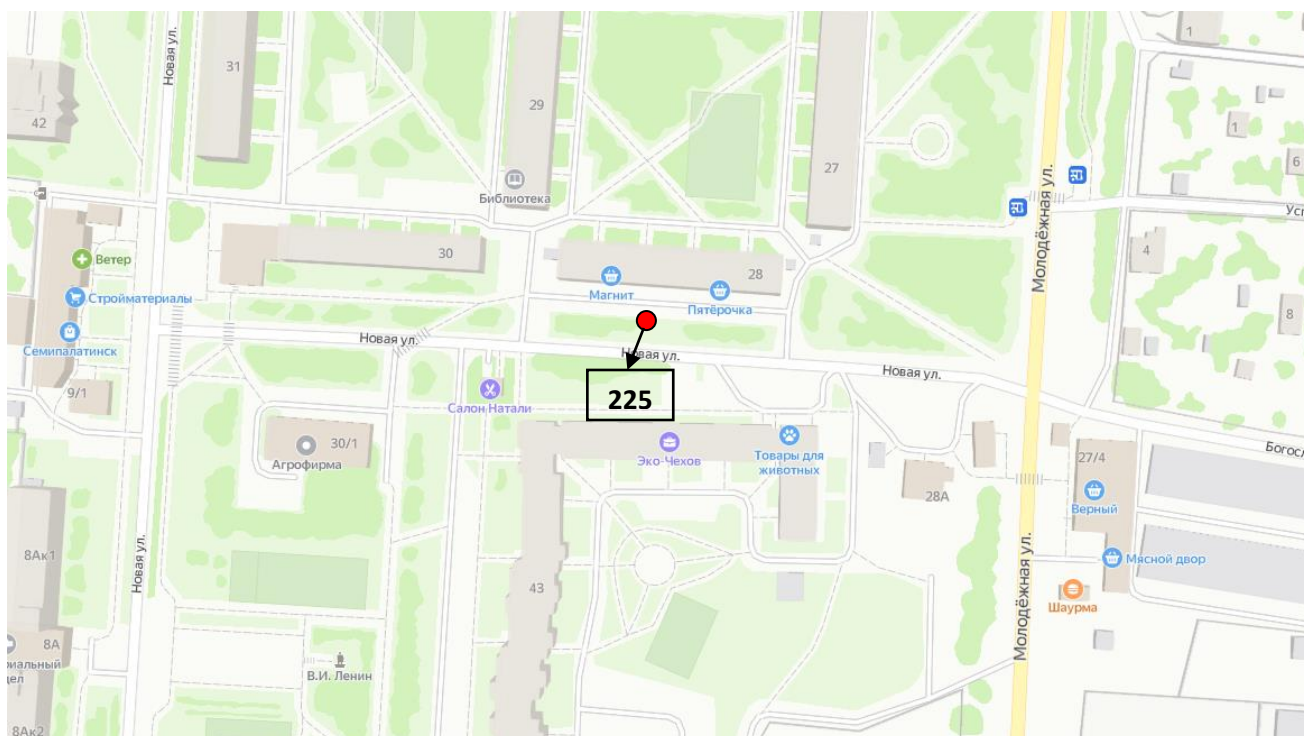 1
Новая ул.
31
29
42
1
6
27
Молодёжная ул.
Библиотека
4
Ветер
30
28
Магнит
Стройматериалы
Пятёрочка
8
Новая ул.
Новая ул.
Семипалатинск
Новая ул.
9/1
Салон Натали
225
30/1
Агрофирма
Эко-Чехов
Товары для
животных
27/4
28А
Верный
8Ак1
Новая ул.
43
Молодёжная ул.
Мясной двор
Шаурма
8А
В.И. Ленин
8Ак2